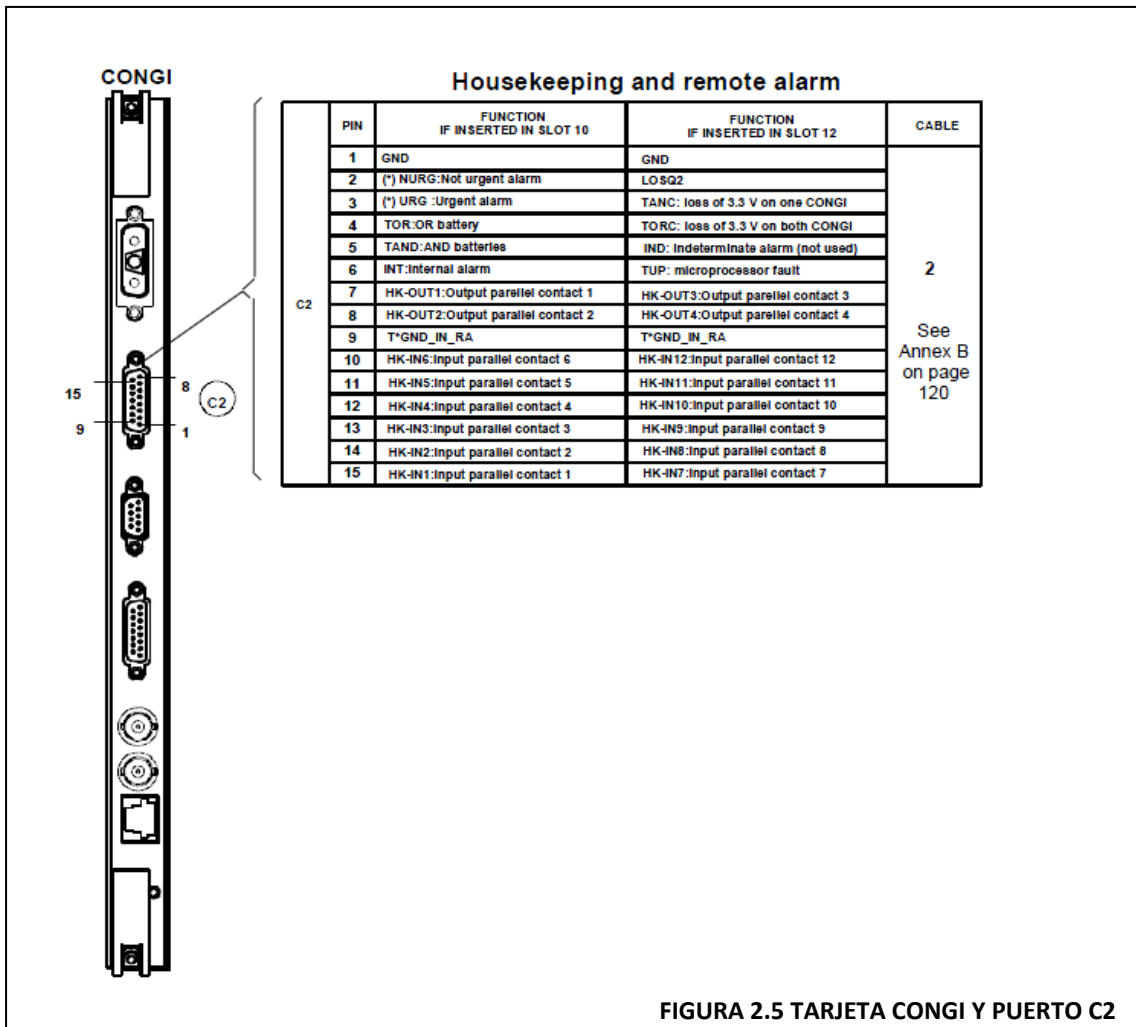 CONGI
Housekeeping and remote alarm
PIN FUNCTION IF INSERTED IN SLOT 10 FUNCTION IF INSERTED IN SLOT 12 CABLE
1 GND GND
2 (*) NURG:Not urgent alarm LOSQ2
3 (*) URG :Urgent alarm TANC: loss of 3.3 V on one CONGI
4 TOR:OR battery TORC: loss of 3.3 V on both CONGI
5 TAND:AND batteries IND: Indeterminate alarm (not used)
6 INT:Internal alarm TUP: microprocessor fault
7 HK-OUT1:Output parellel contact 1 HK-OUT3:Output parellel contact 3
8 HK-OUT2:Output parallel contact 2 HK-OUT4:Output parellel contact 4
9 T*GND_IN_RA T*GND_IN_RA
10 HK-IN6:Input parallel contact 6 HK-IN12:Input parallel contact 12
11 HK-IN5:Input parallel contact 5 HK-IN11:Input parallel contact 11
12 HK-IN4:Input parallel contact 4 HK-IN10:Input parallel contact 10
13 HK-IN3:Input parallel contact 3 HK-IN9:Input parallel contact 9
14 HK-IN2:Input parallel contact 2 HK-IN8:Input parallel contact 8
15 HK-IN1:Input parallel contact 1 HK-IN7:Input parallel contact 7
C2
2
See
Annex B
on page
120
15
8
C2
9
1
FIGURA 2.5 TARJETA CONGI Y PUERTO C2